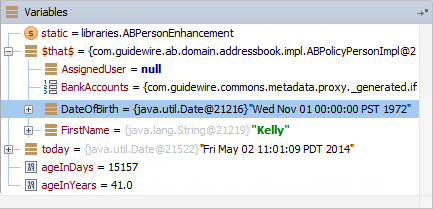 Variables
static = libraries.ABPersonEnhancement
$that$ = {com.guidewire.ab.domain.addressbook.impl.ABPolicyPersonImpl@2
AssignedUser = null
BankAccounts = {com.guidewire.commons.metadata.proxy._generated.if
DateOfBirth = {java.util.Date@21216}"Wed Nov 01 00:00:00 PST 1972"
FirstName = {java.lang.String@21219} "Kelly"
today = {java.util.Date@21522}"Fri May 02 11:01:09 PDT 2014"
ageInDays = 15157
ageInYears = 41.0